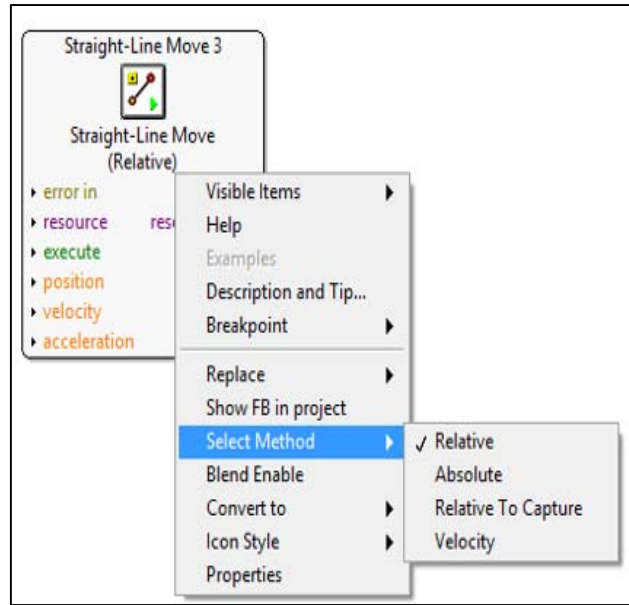 Straight-Line Move 3
Straight-Line Move
(Relative)
error in
resource
execute
position
velocity
acceleration
Visible Items
Help
Examples
Description and Tip...
Breakpoint
Replace
Show FB in project
Select Method
Blend Enable
Convert to
Icon Style
Properties
Relative
Absolute
Relative To Capture
Velocity